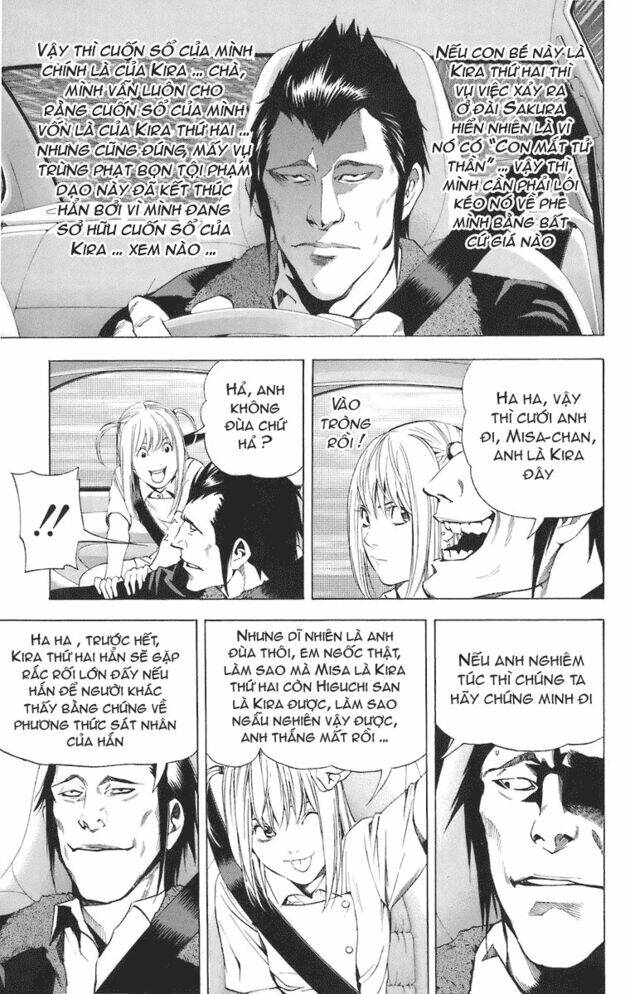 NẾU CON BÉ NÀY LÀ
KIRA THỨ HAI THÌ
VỤ VIỆC XẢY RA
Ở ĐÀI SAKURA
HIỂN NHIÊN LÀ VÌ
NÓ CÓ "CON MẮT TỬ
THẦN" ... VẬY THÌ,
MÌNH CẦN PHẢI LÔI
KÉO NÓ VỀ PHE
MÌNH BẰNG BẤT
CỨ GIÁ NÀO
VẬY THÌ CUỐN SỔ CỦA MÌNH
CHÍNH LÀ CỦA KIRA ... CHÀ,
MÌNH VẪN LUÔN CHO
RẰNG CUỐN SỔ CỦA MÌNH
VỐN LÀ CỦA KIRA THỨ HAI ...
NHƯNG CŨNG ĐÚNG, MẤY VỤ
TRỪNG PHẠT BỌN TỘI PHẠM
DẠO NÀY ĐÃ KẾT THÚC
HẲN BỞI VÌ MÌNH ĐANG
SỞ HỮU CUỐN SỔ CỦA
KIRA ... XEM NÀO ...
HA HA, VẬY
THÌ CƯỚI ANH
ĐI, MISA-CHAN,
ANH LÀ KIRA
ĐÂY
VÀO
TRÒNG
RỒI!
HẢ, ANH
KHÔNG
ĐÙA CHỨ
HẢ?
!!
NẾU ANH NGHIÊM
TÚC THÌ CHÚNG TA
HÃY CHỨNG MINH ĐI
NHƯNG DĨ NHIÊN LÀ ANH
ĐÙA THÔI, EM NGỐC THẬT,
LÀM SAO MÀ MISA LÀ KIRA
THỨ HAI CÒN HIGUCHI SAN
LÀ KIRA ĐƯỢC, LÀM SAO
NGẪU NHIÊN VẬY ĐƯỢC,
ANH THẮNG MẤT RỒI ...
HA HA, TRƯỚC HẾT,
KIRA THỨ HAI HẲN SẼ GẶP
RẮC RỐI LỚN ĐẤY NẾU
HẮN ĐỂ NGƯỜI KHÁC
THẤY BẰNG CHỨNG VỀ
PHƯƠNG THỨC SÁT NHÂN
CỦA HẮN